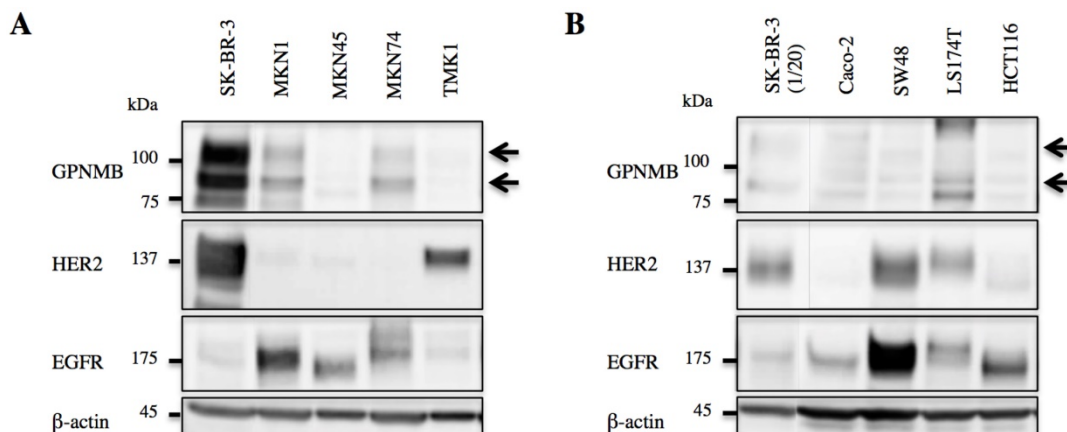 A
SK-BR-3
MKN1
MKN45
MKN74
TMK1
kDa
GPNMB
100
75
HER2
137
EGFR
175
β-actin
45
B
SK-BR-3
(1/20)
Caco-2
SW48
LS174T
HCT116
kDa
GPNMB
100
75
HER2
137
EGFR
175
β-actin
45